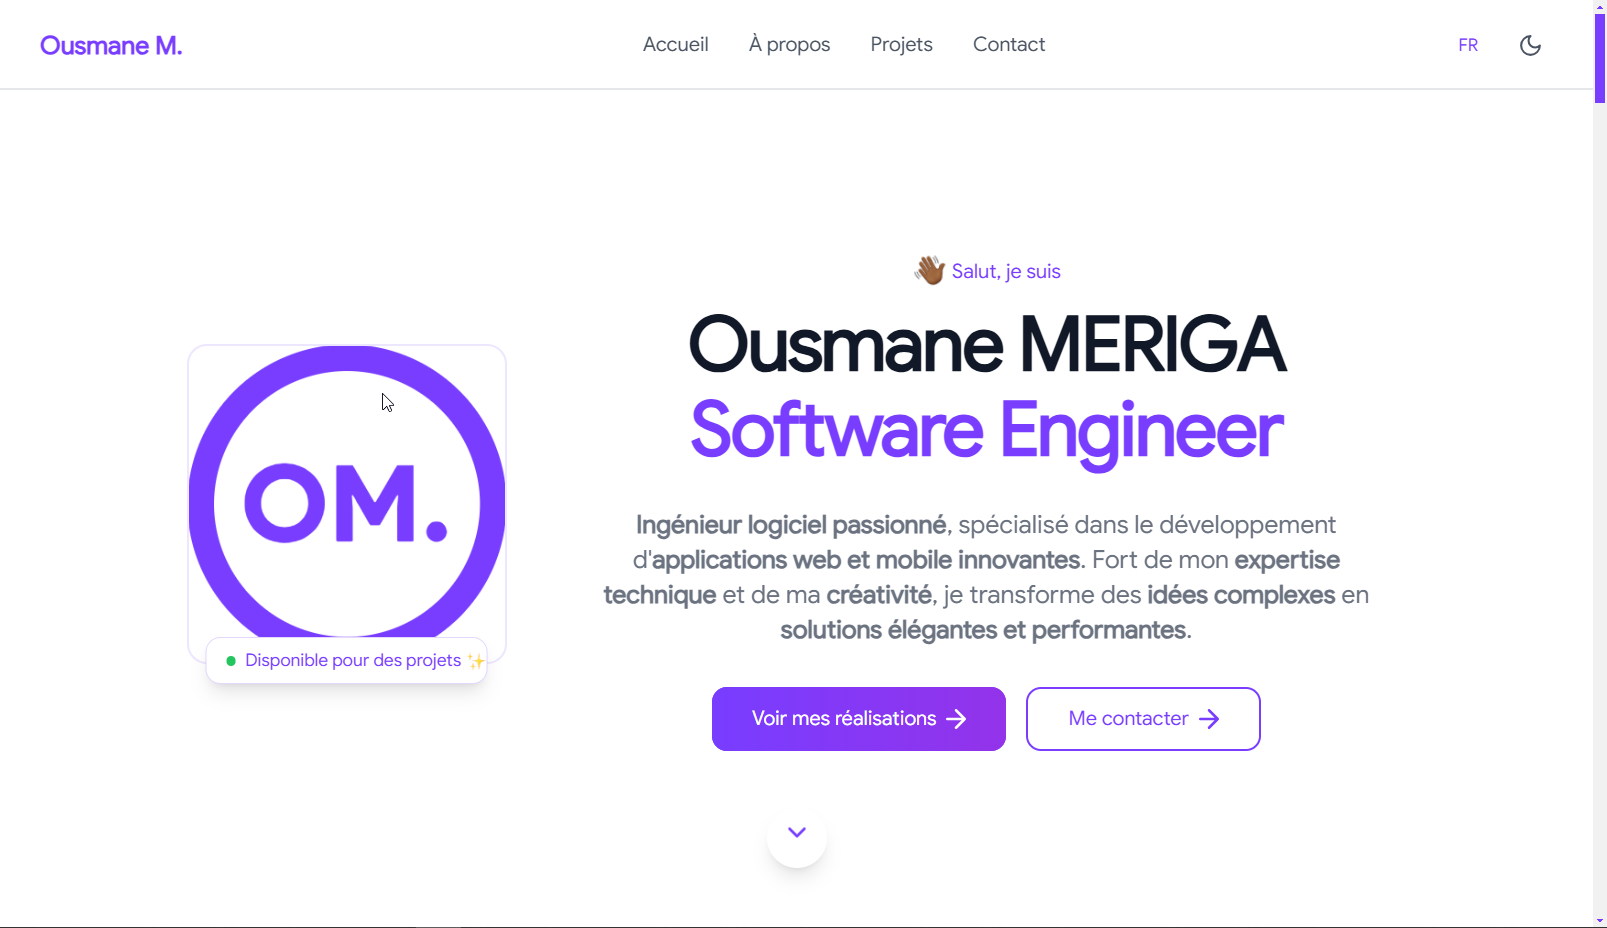 Ousmane M.
Accueil
À propos
Projets
Contact
FR
👋🏾 Salut, je suis
Ousmane MERIGA
Software Engineer
OM.
Disponible pour des projets ✨
Ingénieur logiciel passionné, spécialisé dans le développement
d'applications web et mobile innovantes. Fort de mon expertise
technique et de ma créativité, je transforme des idées complexes en
solutions élégantes et performantes.
Voir mes réalisations →
Me contacter →